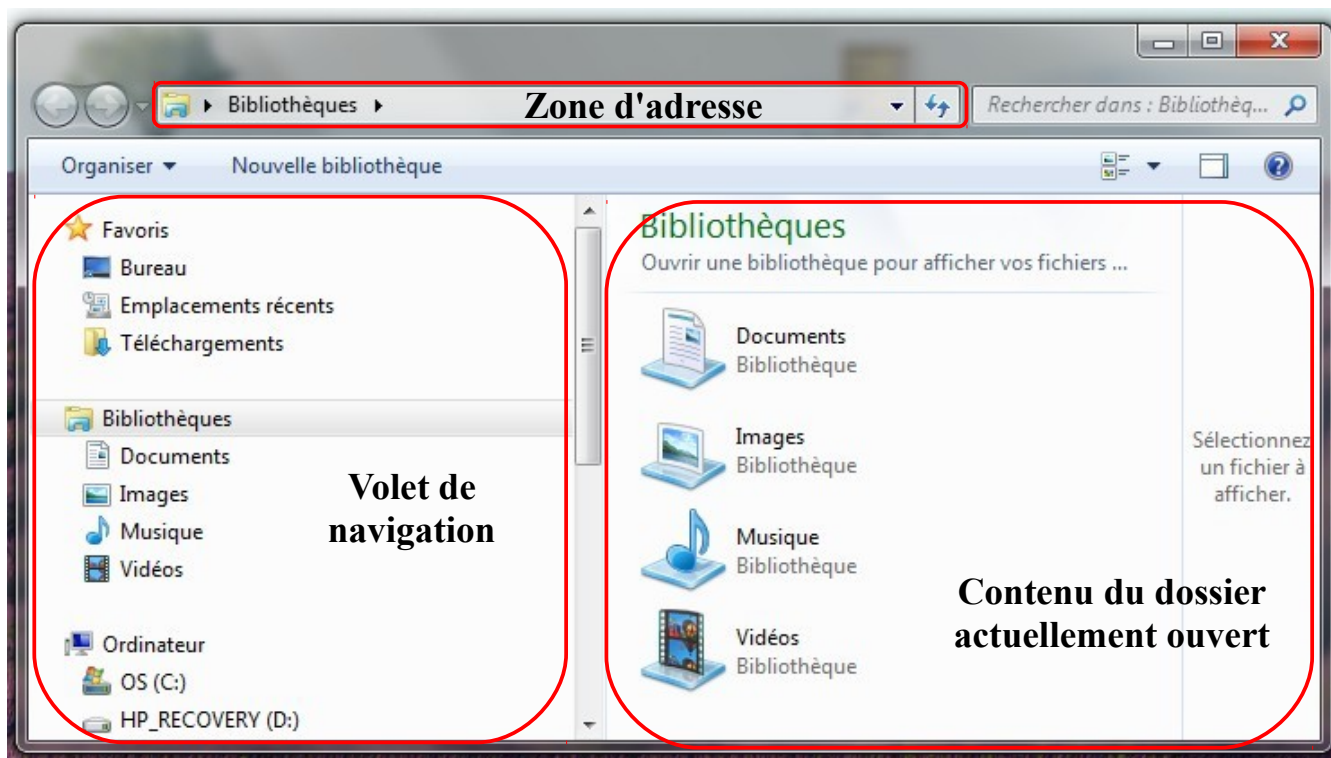 Bibliothèques
Zone d'adresse
Rechercher dans : Bibliothèq...
Organiser
Nouvelle bibliothèque
Favoris
Bureau
Emplacements récents
Téléchargements
Bibliothèques
Documents
Images
Musique
Vidéos
Ordinateur
OS (C:)
HP_RECOVERY (D:)
Volet de
navigation
Bibliothèques
Ouvrir une bibliothèque pour afficher vos fichiers ...
Documents
Bibliothèque
Images
Bibliothèque
Musique
Bibliothèque
Vidéos
Bibliothèque
Sélectionnez
un fichier à
afficher.
Contenu du dossier
actuellement ouvert